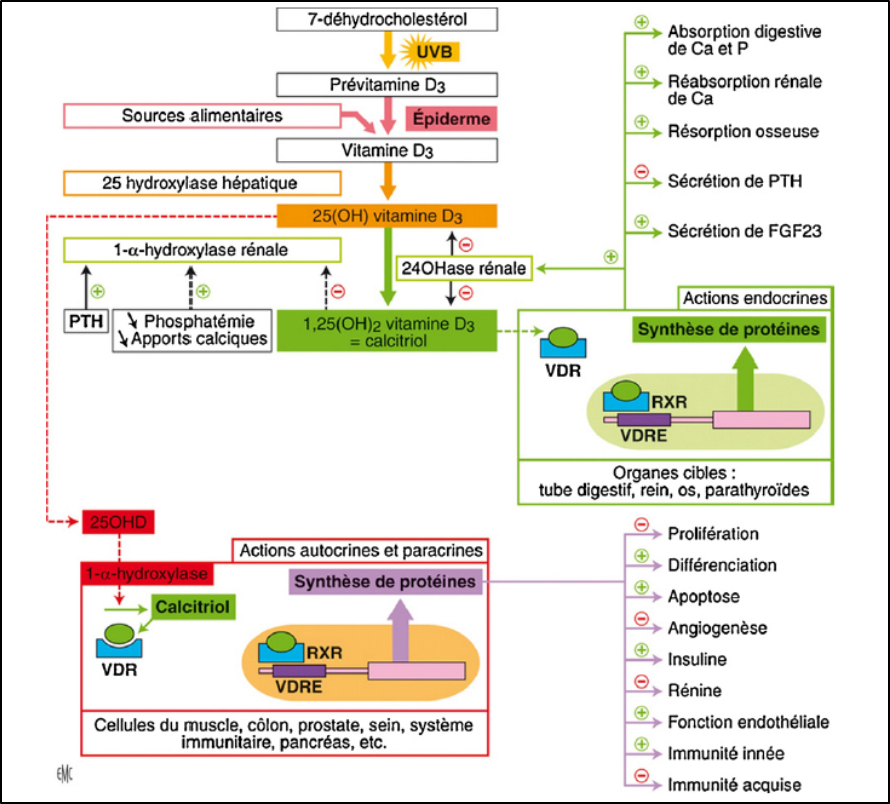 7-déhydrocholestérol
UVB
Prévitamine D3
Sources alimentaires
Épiderme
Vitamine D3
25 hydroxylase hépatique
25(OH) vitamine D3
1-α-hydroxylase rénale
24OHase rénale
PTH
↘ Phosphatémie
↘ Apports calciques
1,25(OH)2 vitamine D3
= calcitriol
+ Absorption digestive
de Ca et P
+ Réabsorption rénale
de Ca
+ Résorption osseuse
− Sécrétion de PTH
+ Sécrétion de FGF23
Actions endocrines
Synthèse de protéines
VDR
RXR
VDRE
Organes cibles :
tube digestif, rein, os, parathyroïdes
25OHD
1-α-hydroxylase
Calcitriol
VDR
Actions autocrines et paracrines
Synthèse de protéines
RXR
VDRE
Cellules du muscle, côlon, prostate, sein, système
immunitaire, pancréas, etc.
− Prolifération
+ Différenciation
+ Apoptose
− Angiogenèse
+ Insuline
− Rénine
+ Fonction endothéliale
+ Immunité innée
− Immunité acquise
EMC